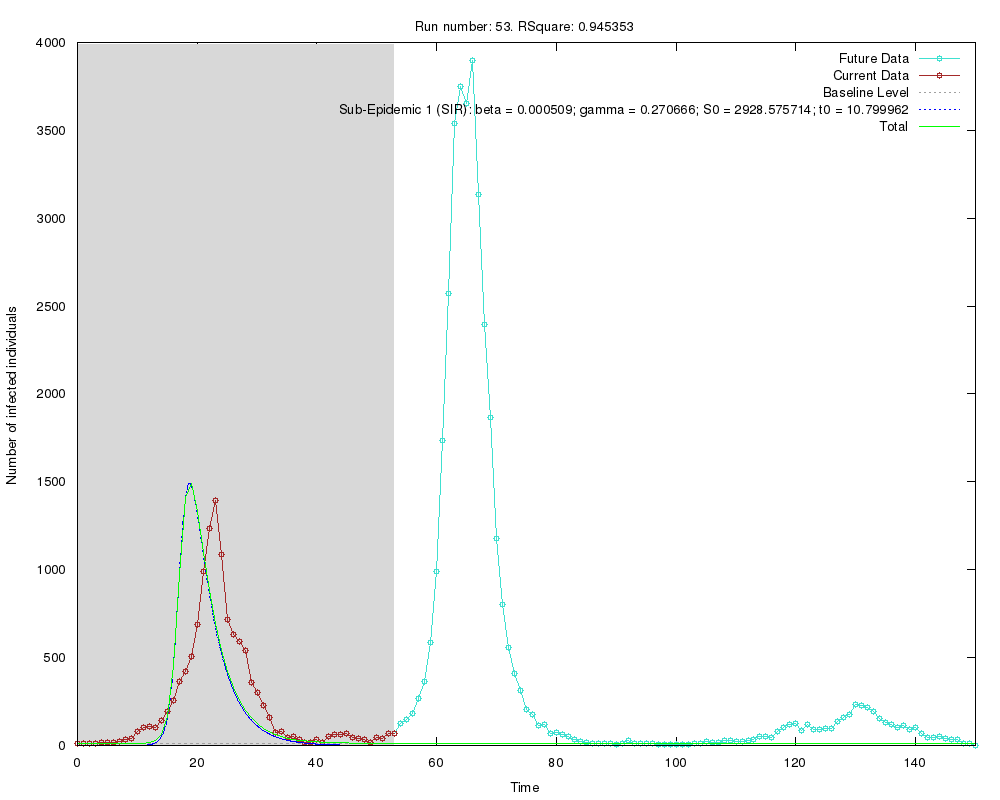 Run number: 53. RSquare: 0.945353
4000
3500
3000
2500
2000
1500
1000
500
0
Number of infected individuals
Future Data
Current Data
Baseline Level
Sub-Epidemic 1 (SIR): beta = 0.000509; gamma = 0.270666; S0 = 2928.575714; t0 = 10.799962
Total
0 20 40 60 80 100 120 140
Time